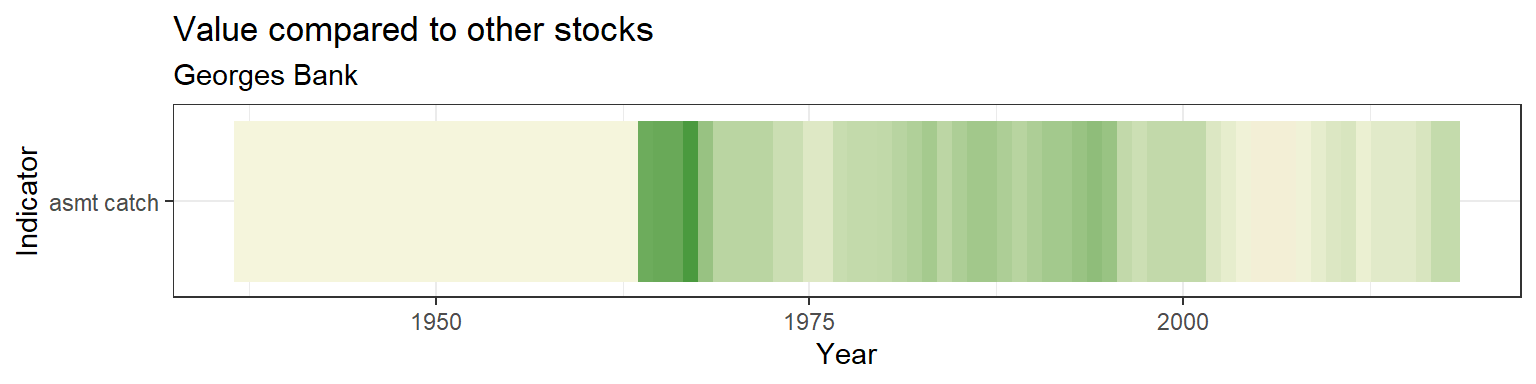 Value compared to other stocks
Georges Bank
Indicator
asmt catch
1950 1975 2000
Year